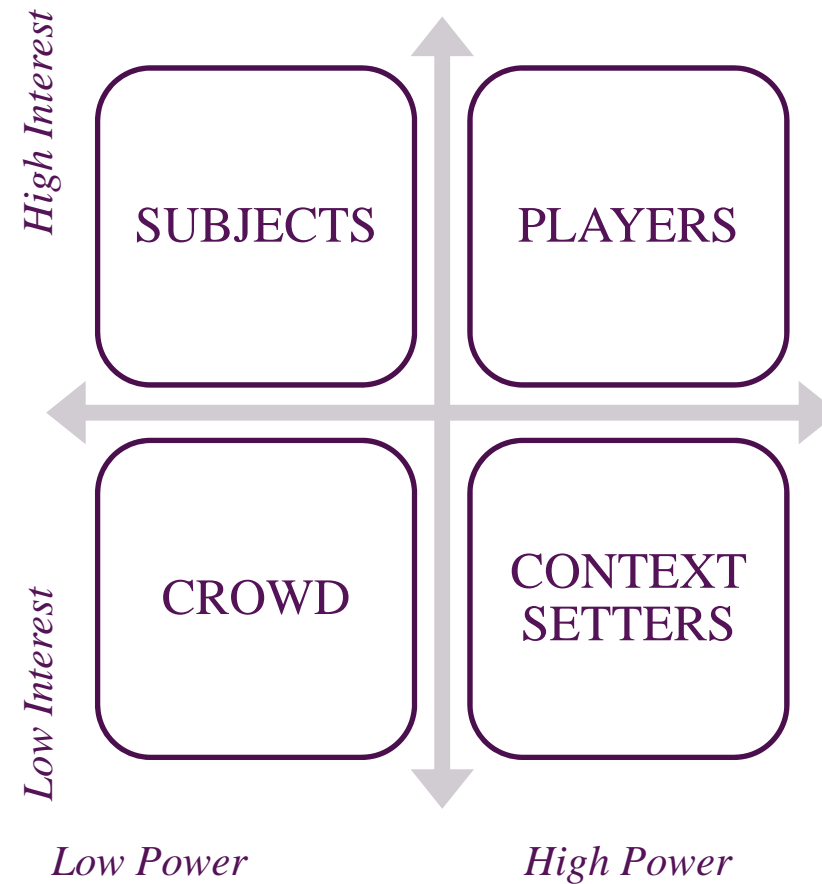 High Interest
SUBJECTS
PLAYERS
Low Interest
CROWD
CONTEXT
SETTERS
Low Power
High Power